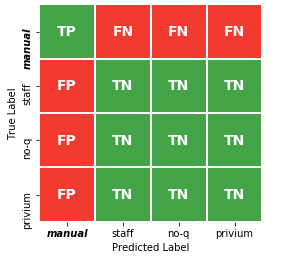 True Label
manual
TP FN FN FN
staff
FP TN TN TN
no-q
FP TN TN TN
privium
FP TN TN TN
manual staff no-q privium
Predicted Label